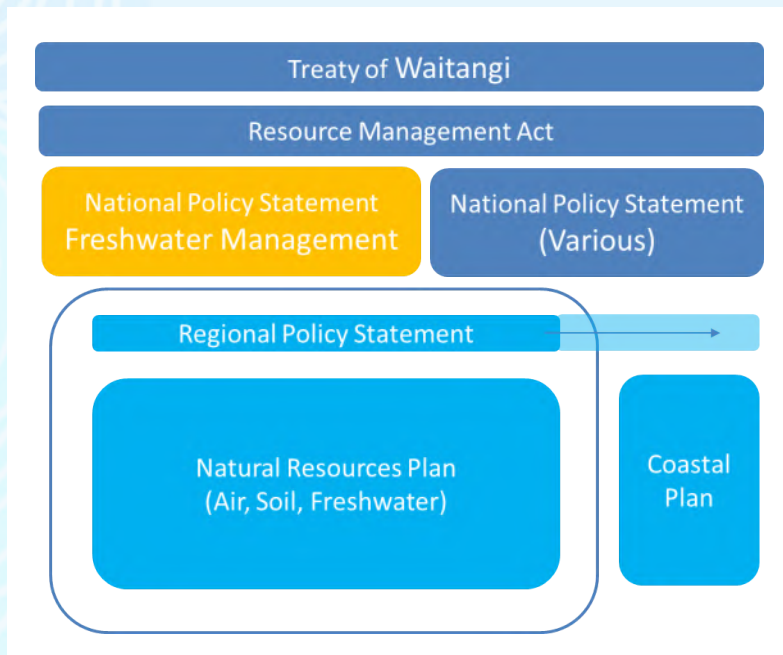 Treaty of Waitangi
Resource Management Act
National Policy Statement
Freshwater Management
National Policy Statement
(Various)
Regional Policy Statement
Natural Resources Plan
(Air, Soil, Freshwater)
Coastal
Plan